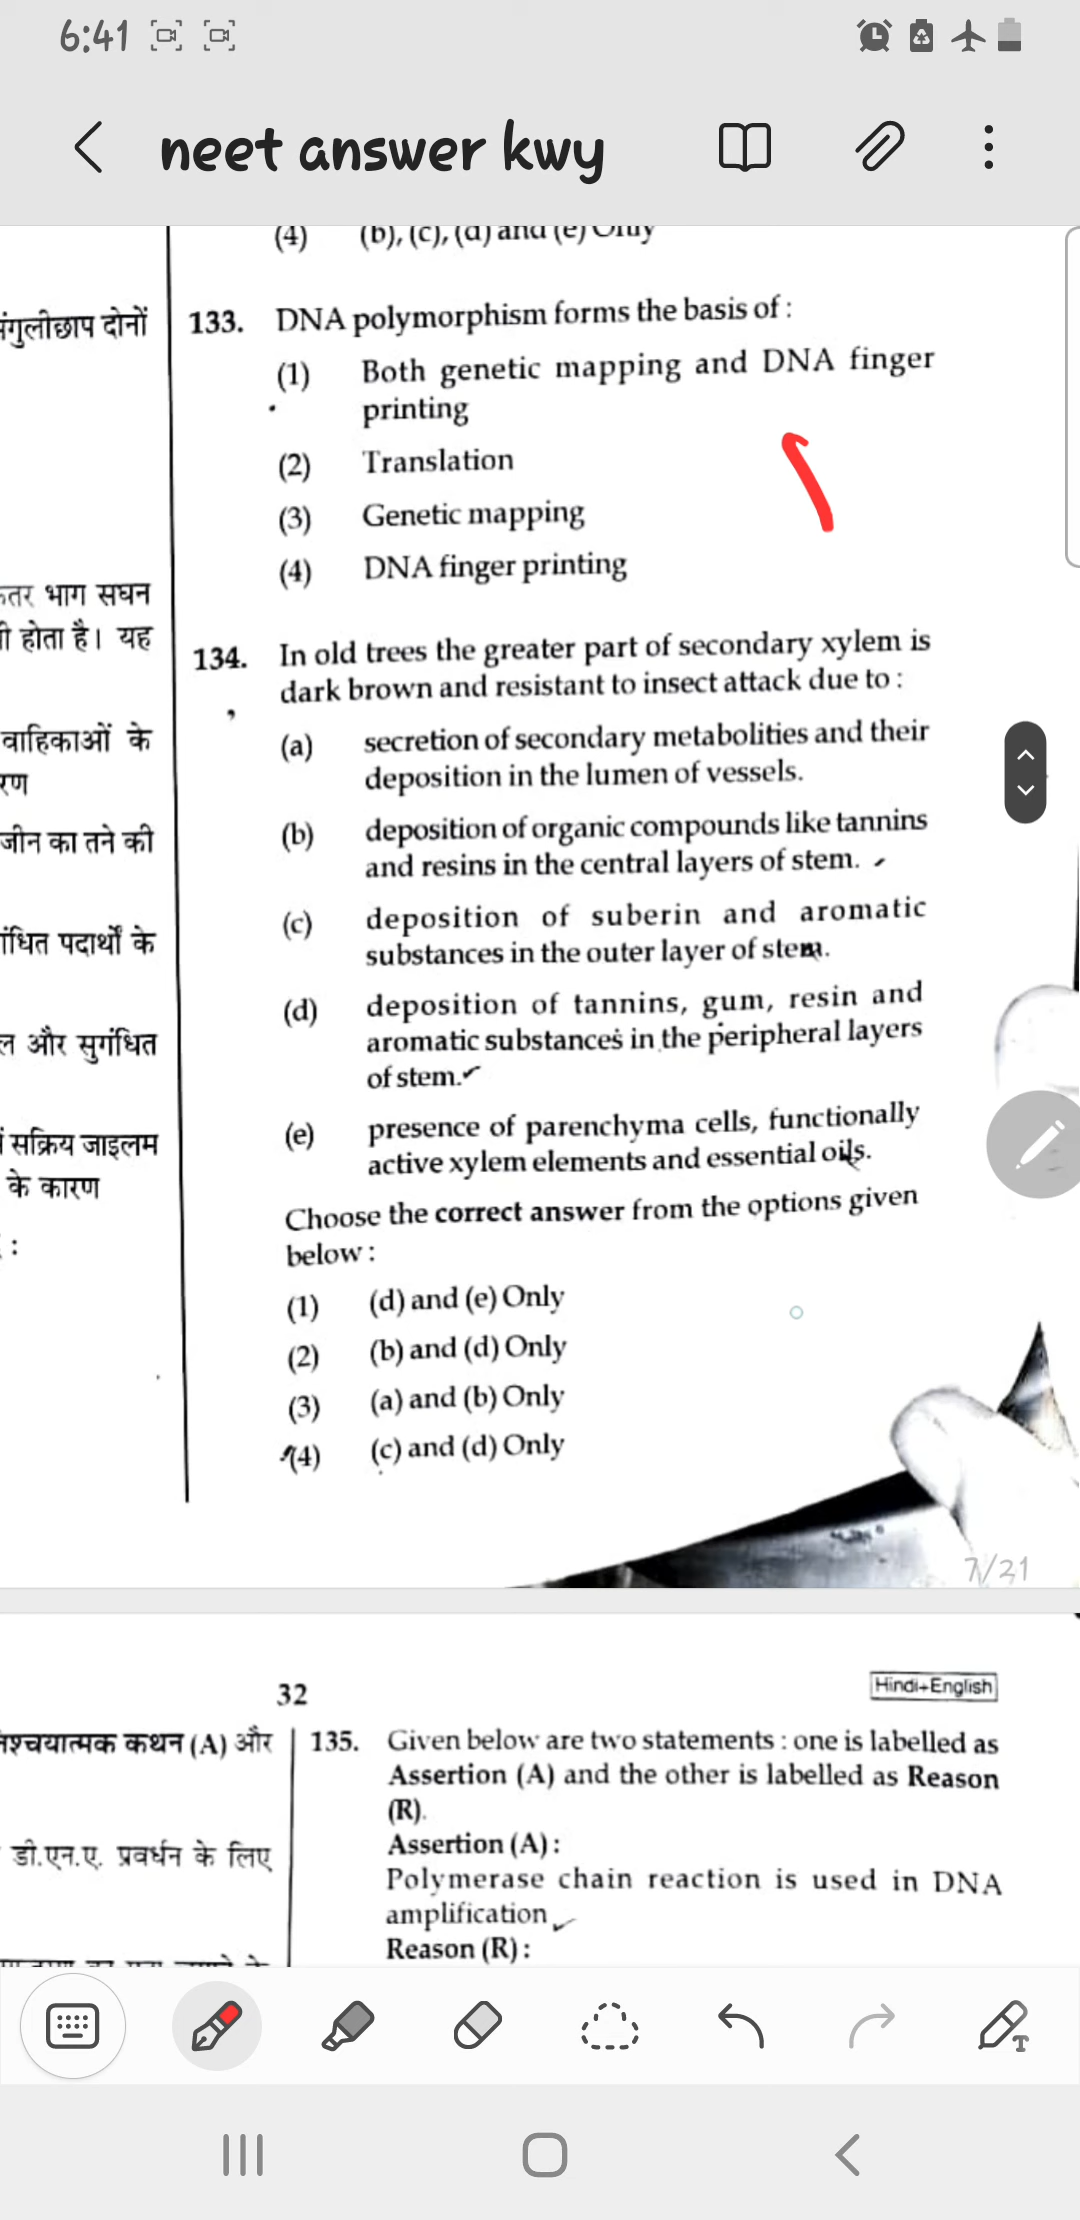 6:41
neet answer kwy
(4) (b), (c), (d) and (e) Only
दोनों
133. DNA polymorphism forms the basis of :
(1) Both genetic mapping and DNA finger
printing
(2) Translation
(3) Genetic mapping
(4) DNA finger printing
भाग सघन
होता है। यह
134. In old trees the greater part of secondary xylem is
dark brown and resistant to insect attack due to :
वाहिकाओं के
(a) secretion of secondary metabolities and their
deposition in the lumen of vessels.
का तने की
(b) deposition of organic compounds like tannins
and resins in the central layers of stem.
पदार्थों के
(c) deposition of suberin and aromatic
substances in the outer layer of stem.
और सुगंधित
(d) deposition of tannins, gum, resin and
aromatic substances in the peripheral layers
of stem.
सक्रिय जाइलम
के कारण
:
(e) presence of parenchyma cells, functionally
active xylem elements and essential oils.
Choose the correct answer from the options given
below :
(1) (d) and (e) Only
(2) (b) and (d) Only
(3) (a) and (b) Only
(4) (c) and (d) Only
7/31
32
Hindi+English
कथन (A) और
135. Given below are two statements : one is labelled as
Assertion (A) and the other is labelled as Reason
(R).
Assertion (A) :
डी.एन.ए. प्रवर्धन के लिए
Polymerase chain reaction is used in DNA
amplification
Reason (R) :
T